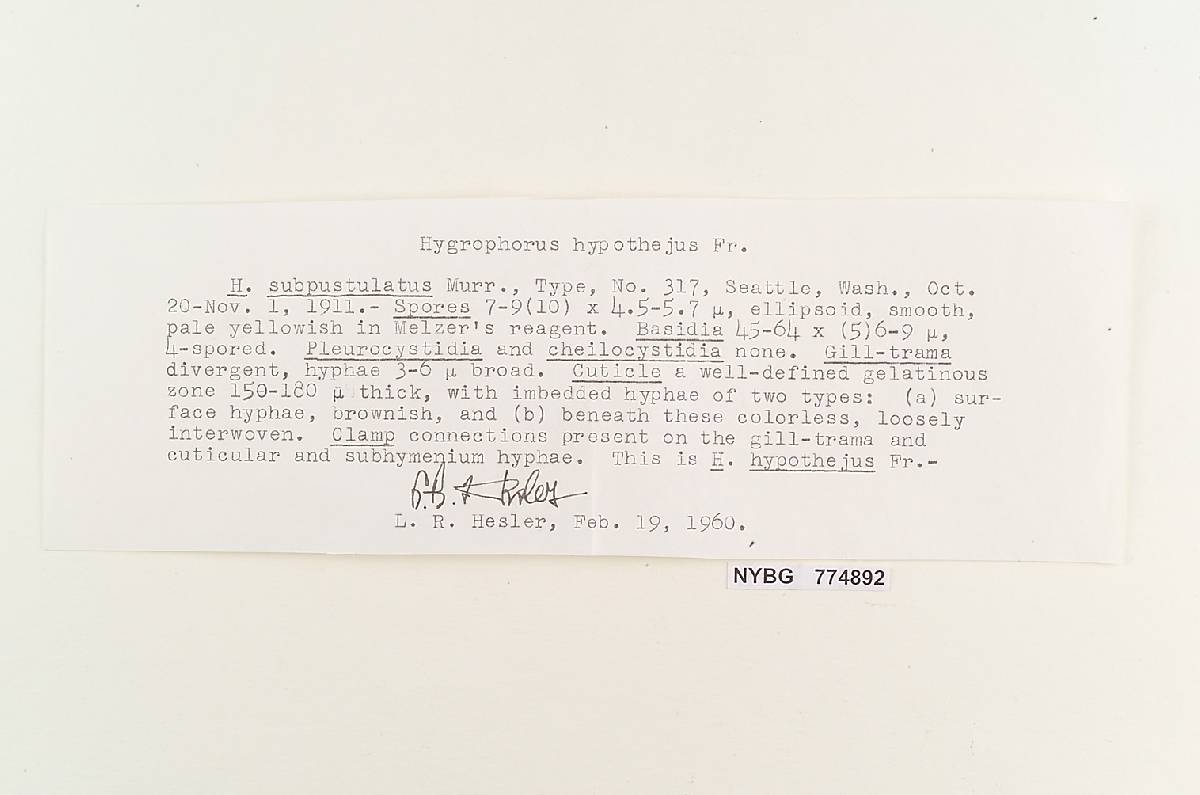 Hygrophorus hypothejus Fr.
H. subpustulatus Murr., Type, No. 317, Seattle, Wash., Oct.
20-Nov. 1, 1911.- Spores 7-9(10) x 4.5-5.7 µ, ellipsoid, smooth,
pale yellowish in Melzer's reagent. Basidia 45-64 x (5)6-9 µ,
4-spored. Pleurocystidia and cheilocystidia none. Gill-trama
divergent, hyphae 3-6 µ broad. Cuticle a well-defined gelatinous
zone 150-180 µ thick, with imbedded hyphae of two types: (a) sur-
face hyphae, brownish, and (b) beneath these colorless, loosely
interwoven. Clamp connections present on the gill-trama and
cuticular and subhymenium hyphae. This is H. hypothejus Fr.-
L. R. Hesler, Feb. 19, 1960.
NYBG 774892